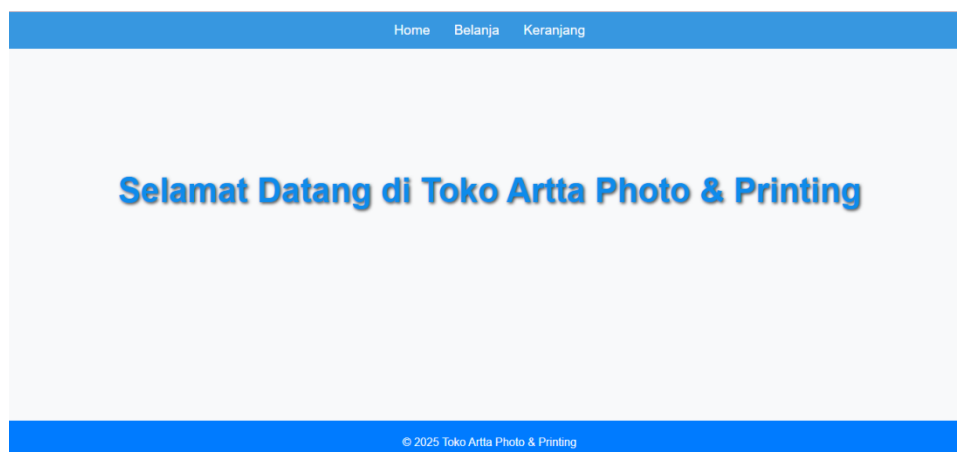 Home Belanja Keranjang
Selamat Datang di Toko Artta Photo & Printing
© 2025 Toko Artta Photo & Printing